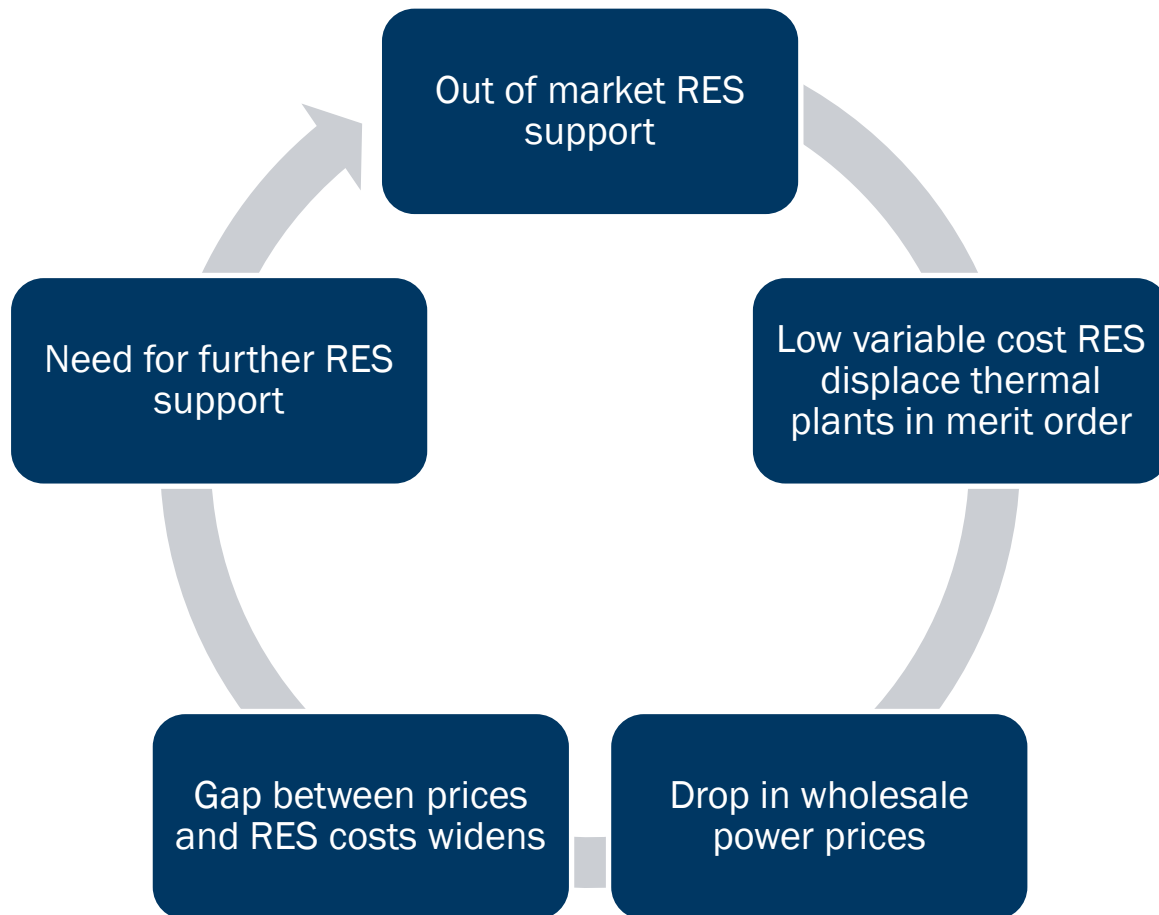 Out of market RES
support
Low variable cost RES
displace thermal
plants in merit order
Drop in wholesale
power prices
Gap between prices
and RES costs widens
Need for further RES
support